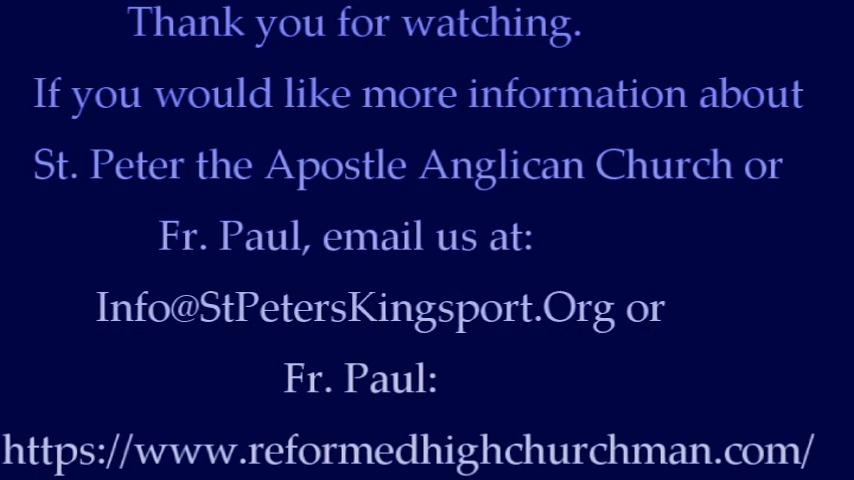 Thank you for watching.
If you would like more information about
St. Peter the Apostle Anglican Church or
Fr. Paul, email us at:
Info@StPetersKingsport.Org or
Fr. Paul:
https://www.reformedhighchurchman.com/